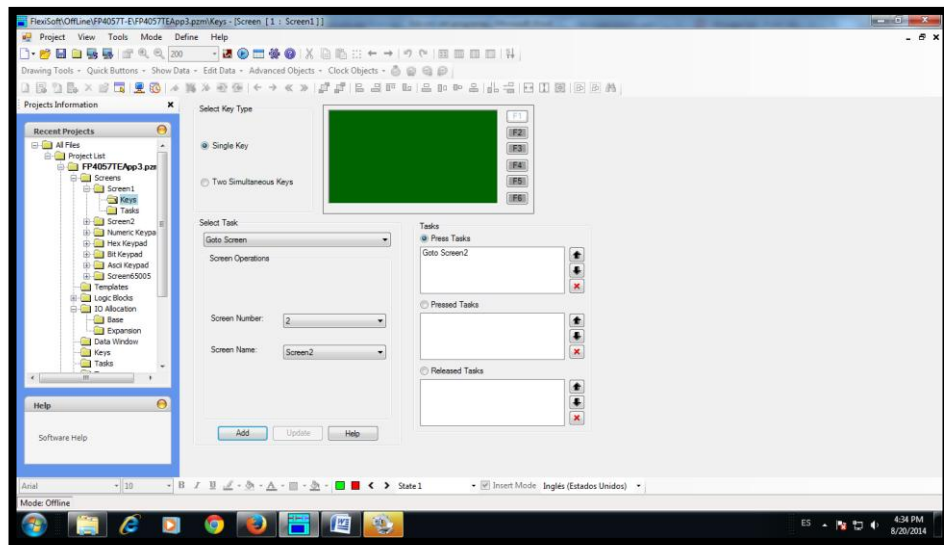 FlexiSoft\OffLine\FP4057T-E\FP4057TEApp3.pzm\Keys - [Screen [ 1 : Screen1 ] ]
Project View Tools Mode Define Help
200
Drawing Tools - Quick Buttons - Show Data - Edit Data - Advanced Objects - Clock Objects -
Projects Information
Recent Projects
All Files
Project List
FP4057TEApp3.pzm
Screens
Screen1
Keys
Tasks
Screen2
Numeric Keypa
Hex Keypad
Bit Keypad
Ascii Keypad
Screen65005
Templates
Logic Blocks
IO Allocation
Base
Expansion
Data Window
Keys
Tasks
Help
Software Help
Select Key Type
Single Key
Two Simultaneous Keys
F1
F2
F3
F4
F5
F6
Select Task
Goto Screen
Screen Operations
Screen Number: 2
Screen Name: Screen2
Add Update Help
Tasks
Press Tasks
Goto Screen2
Pressed Tasks
Released Tasks
Arial 10 B I U A State 1 Insert Mode Inglés (Estados Unidos)
Mode: Offline
ES 4:34 PM
8/20/2014